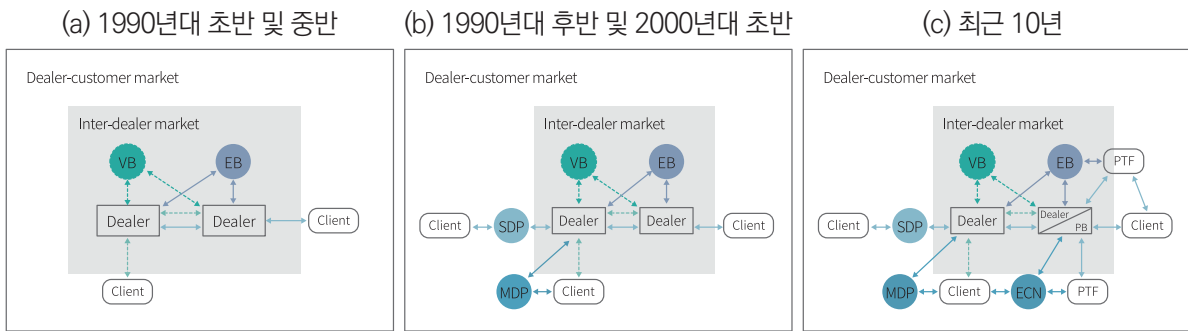 (a) 1990년대 초반 및 중반
Dealer-customer market
Inter-dealer market
VB
EB
Dealer
Dealer
Client
Client
(b) 1990년대 후반 및 2000년대 초반
Dealer-customer market
Inter-dealer market
VB
EB
Client
SDP
Dealer
Dealer
Client
MDP
Client
(c) 최근 10년
Dealer-customer market
Inter-dealer market
VB
EB
PTF
Client
SDP
Dealer
Dealer
PB
Client
MDP
Client
ECN
PTF